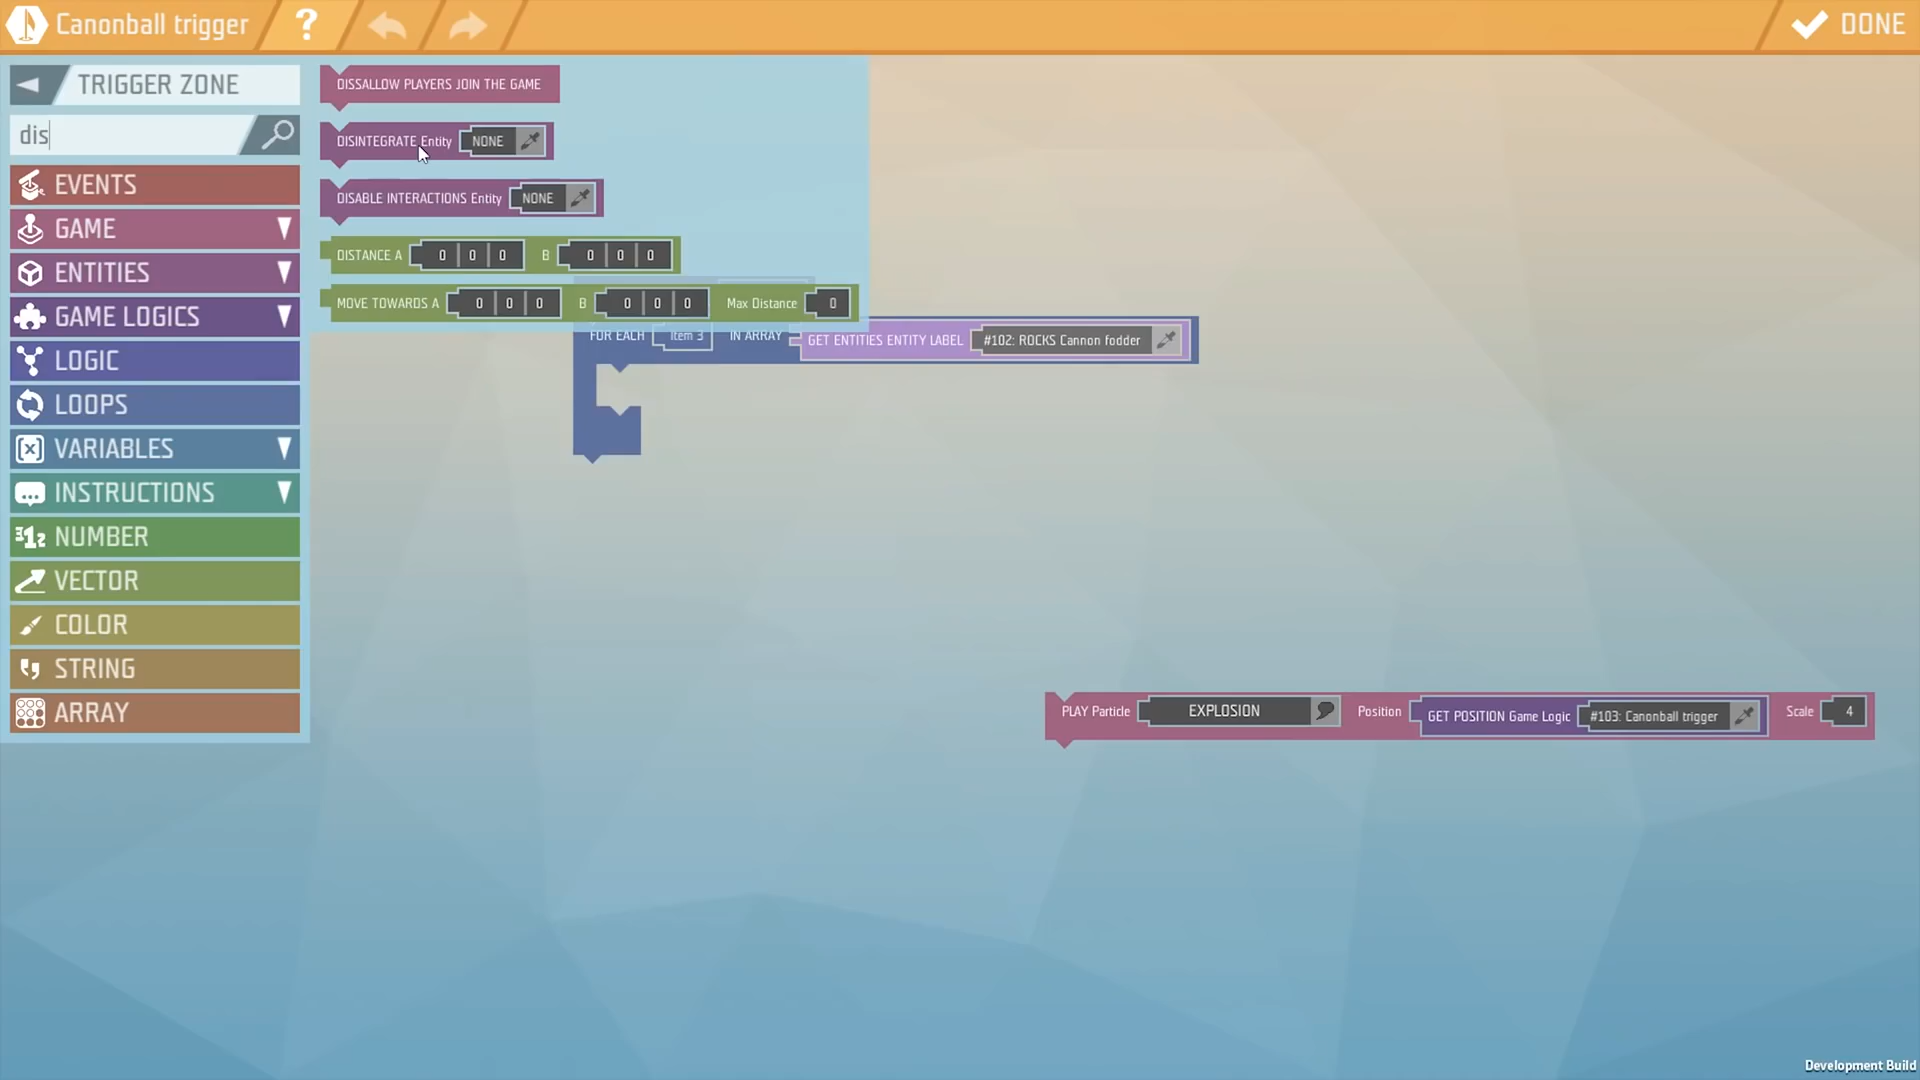 Canonball trigger ? DONE
TRIGGER ZONE
dis
EVENTS
GAME
ENTITIES
GAME LOGICS
LOGIC
LOOPS
VARIABLES
INSTRUCTIONS
NUMBER
VECTOR
COLOR
STRING
ARRAY
DISSALLOW PLAYERS JOIN THE GAME
DISINTEGRATE Entity NONE
DISABLE INTERACTIONS Entity NONE
DISTANCE A 0 0 0 B 0 0 0
MOVE TOWARDS A 0 0 0 B 0 0 0 Max Distance 0
FOR EACH Item 3 IN ARRAY GET ENTITIES ENTITY LABEL #102: ROCKS Cannon fodder
PLAY Particle EXPLOSION Position GET POSITION Game Logic #103: Canonball trigger Scale 4
Development Build